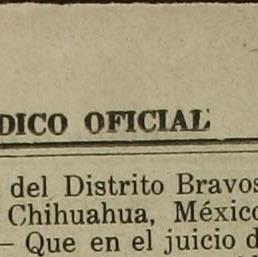 DICO OFICIAL
del Distrito Bravos
Chihuahua, México
— Que en el juicio d